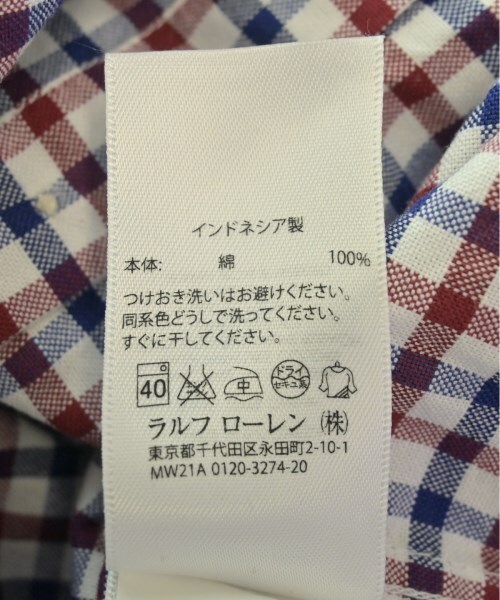 インドネシア製
本体: 綿 100%
つけおき洗いはお避けください。
同系色どうしで洗ってください。
すぐに干してください。
40 中 ドライ セキユ系
ラルフ ローレン (株)
東京都千代田区永田町2-10-1
MW21A 0120-3274-20